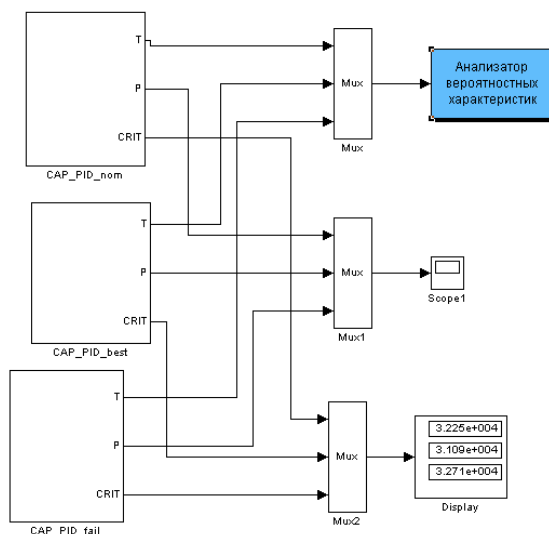 T
P
CRIT
CAP_PID_nom
Mux
Mux
Анализатор
вероятностных
характеристик
T
P
CRIT
CAP_PID_best
Mux
Mux1
Scope1
T
P
CRIT
CAP_PID_fail
Mux
Mux2
3.225e+004
3.109e+004
3.271e+004
Display